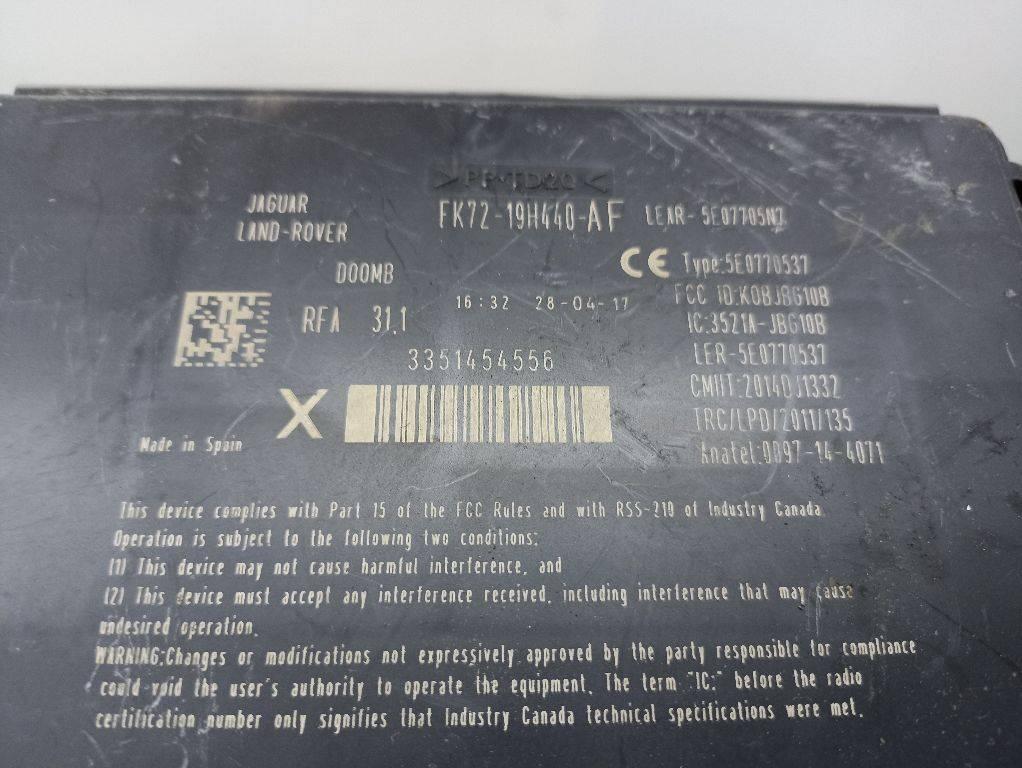 >PP-TD20<
JAGUAR
LAND-ROVER
FK72-19H440-AF
LEAR-5E07705N2
D00MB
CE Type:5E0770537
16:32 28-04-17
FCC ID:KOBJBG10B
RFA 31.1
IC:3521A-JBG10B
3351454556
LER-5E0770537
X
CMIIT:2014DJ1332
TRC/LPD/2011/135
Made in Spain
Anatel:0097-14-4071
This device complies with Part 15 of the FCC Rules and with RSS-210 of Industry Canada.
Operation is subject to the following two conditions:
(1) This device may not cause harmful interference, and
(2) This device must accept any interference received, including interference that may cause
undesired operation.
WARNING:Changes or modifications not expressively approved by the party responsible for compliance
could void the user's authority to operate the equipment. The term "IC:" before the radio
certification number only signifies that Industry Canada technical specifications were met.